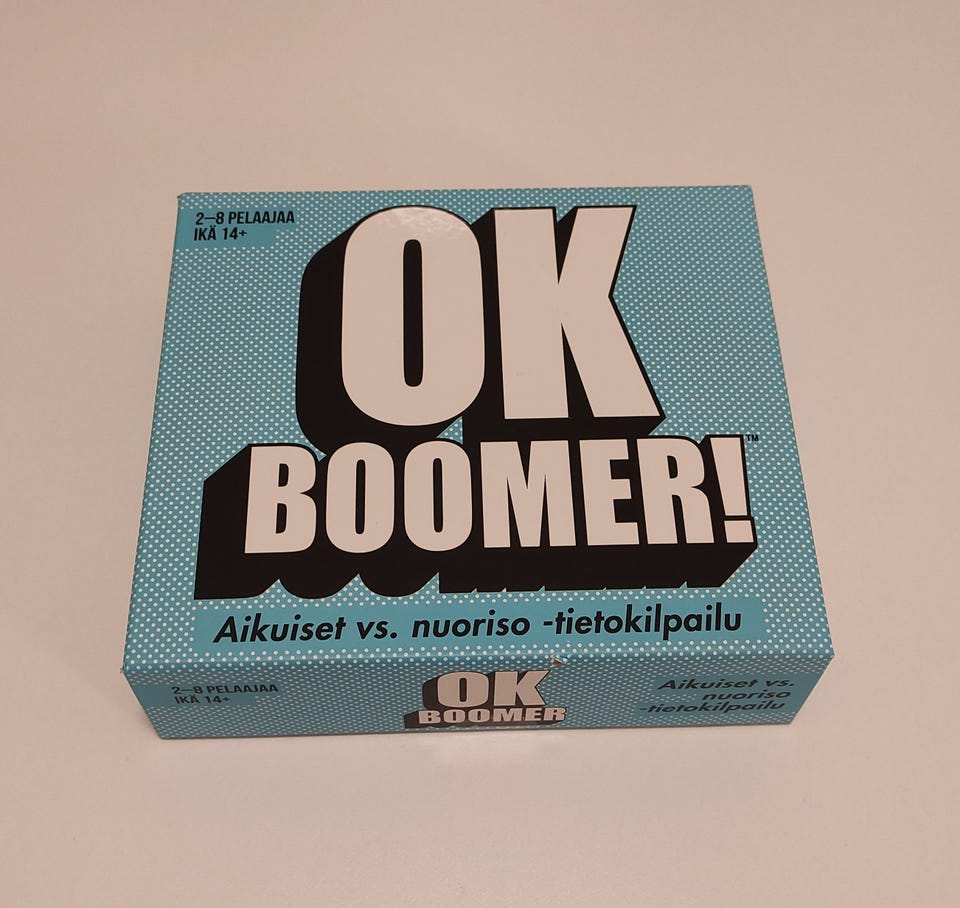 2–8 PELAAJAA
IKÄ 14+
OK
BOOMER!™
Aikuiset vs. nuoriso -tietokilpailu
2–8 PELAAJAA
IKÄ 14+
OK
BOOMER
Aikuiset vs.
nuoriso
-tietokilpailu